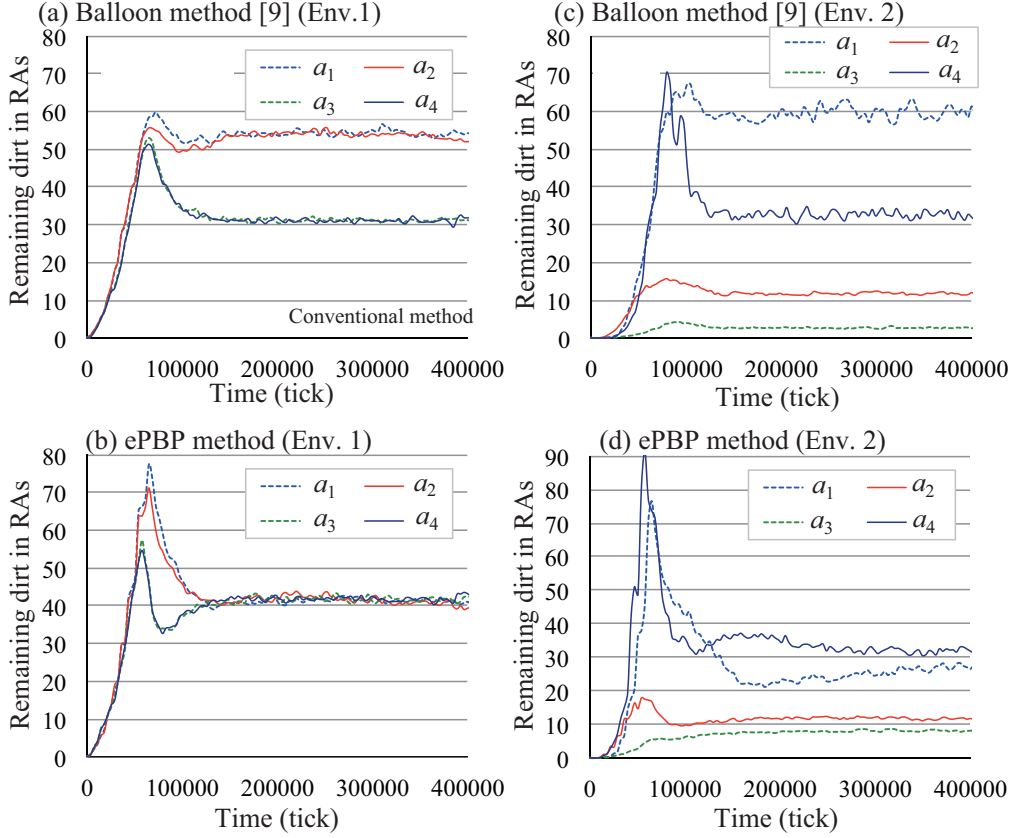 (a) Balloon method [9] (Env.1)
Remaining dirt in RAs
80
70
60
50
40
30
20
10
0
a1
a2
a3
a4
Conventional method
0
100000
200000
300000
400000
Time (tick)
(c) Balloon method [9] (Env. 2)
Remaining dirt in RAs
80
70
60
50
40
30
20
10
0
a1
a2
a3
a4
0
100000
200000
300000
400000
Time (tick)
(b) ePBP method (Env. 1)
Remaining dirt in RAs
80
70
60
50
40
30
20
10
0
a1
a2
a3
a4
0
100000
200000
300000
400000
Time (tick)
(d) ePBP method (Env. 2)
Remaining dirt in RAs
90
80
70
60
50
40
30
20
10
0
a1
a2
a3
a4
0
100000
200000
300000
400000
Time (tick)